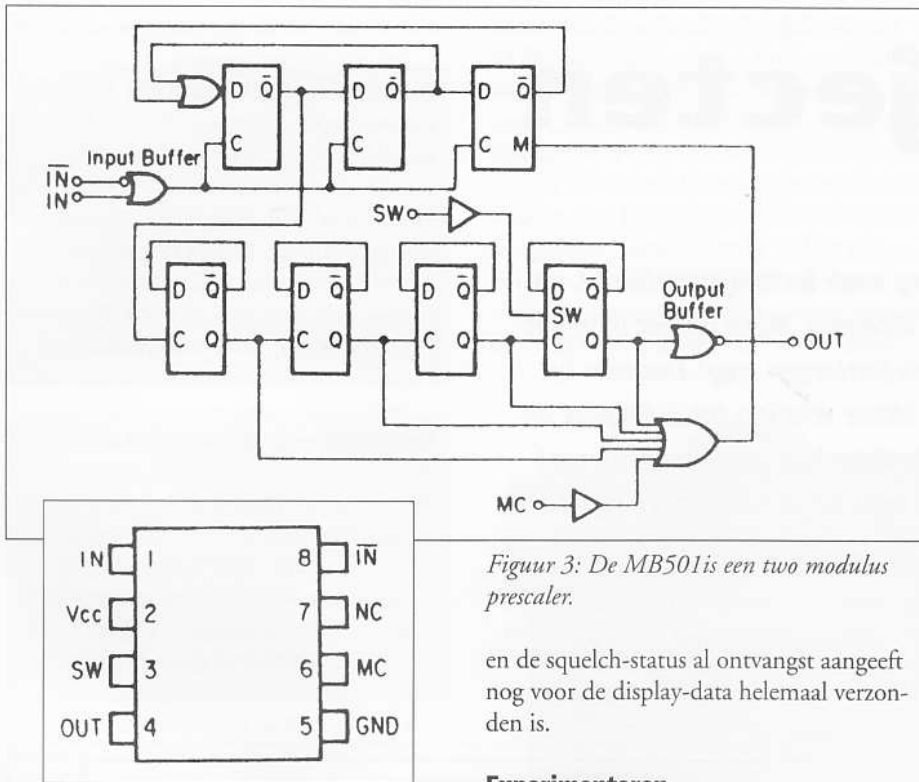 jecten
D Q̅ D Q̅ D Q̅
C C C M
Input Buffer
I̅N̅
IN
SW
D Q̅ D Q̅ D Q̅ D Q̅
SW
C Q C Q C Q C Q
Output
Buffer
OUT
MC
IN 1 8 I̅N̅
Vcc 2 7 NC
SW 3 6 MC
OUT 4 5 GND
Figuur 3: De MB501is een two modulus
prescaler.
en de squelch-status al ontvangst aangeeft
nog voor de display-data helemaal verzon-
den is.
Experimenteren